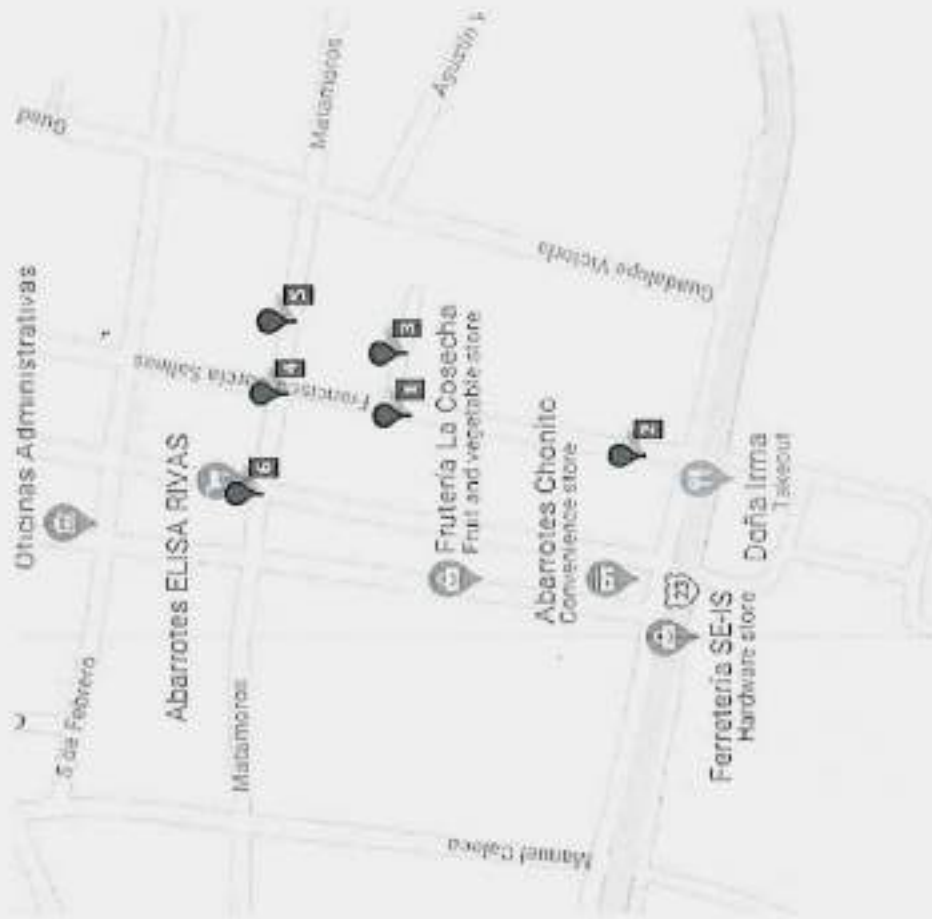 Oficinas Administrativas
Guad
5 de Febrero
Matamoros
Agustín
Abarrotes ELISA RIVAS
Francisco García Salinas
6
4
5
Matamoros
1
3
Frutería La Cosecha
Fruit and vegetable store
Guadalupe Victoria
Manuel Caloca
Abarrotes Chonito
Convenience store
2
23
Ferretería SE-IS
Hardware store
Doña Irma
Takeout